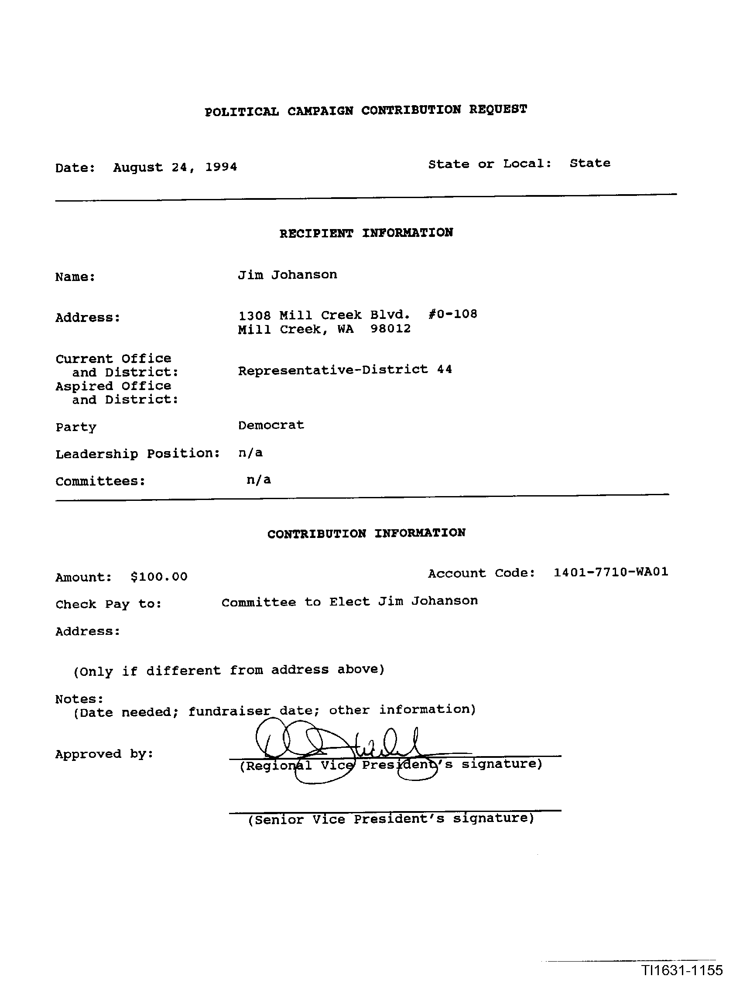 POLITICAL CAMPAIGN CONTRIBUTION REQUEST
Date: August 24, 1994 State or Local: State
RECIPIENT INFORMATION
Name: Jim Johanson
Address: 1308 Mill Creek Blvd. #0-108
Mill Creek, WA 98012
Current Office
and District: Representative-District 44
Aspired Office
and District:
Party Democrat
Leadership Position: n/a
Committees: n/a
CONTRIBUTION INFORMATION
Amount: $100.00 Account Code: 1401-7710-WA01
Check Pay to: Committee to Elect Jim Johanson
Address:
(Only if different from address above)
Notes:
(Date needed; fundraiser date; other information)
Approved by:
(Regional Vice President's signature)
(Senior Vice President's signature)
TI1631-1155